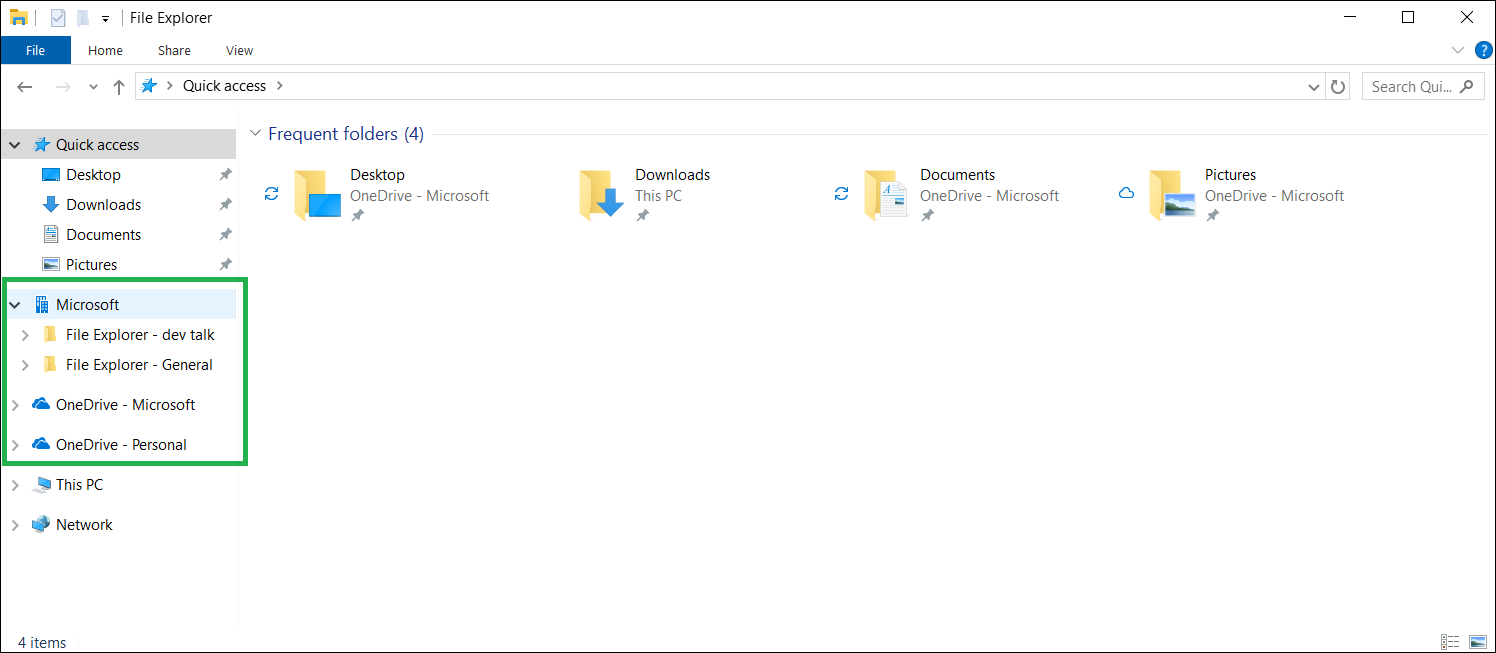 File Explorer
File Home Share View
?
Quick access
Search Qui...
Quick access
Desktop
Downloads
Documents
Pictures
Microsoft
File Explorer - dev talk
File Explorer - General
OneDrive - Microsoft
OneDrive - Personal
This PC
Network
Frequent folders (4)
Desktop
OneDrive - Microsoft
Downloads
This PC
Documents
OneDrive - Microsoft
Pictures
OneDrive - Microsoft
4 items